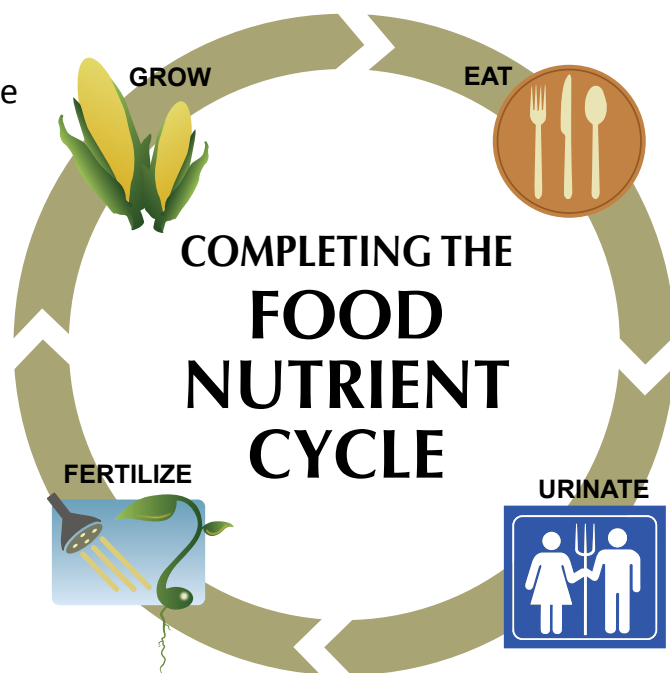 e
GROW
EAT
COMPLETING THE
FOOD
NUTRIENT
CYCLE
FERTILIZE
URINATE